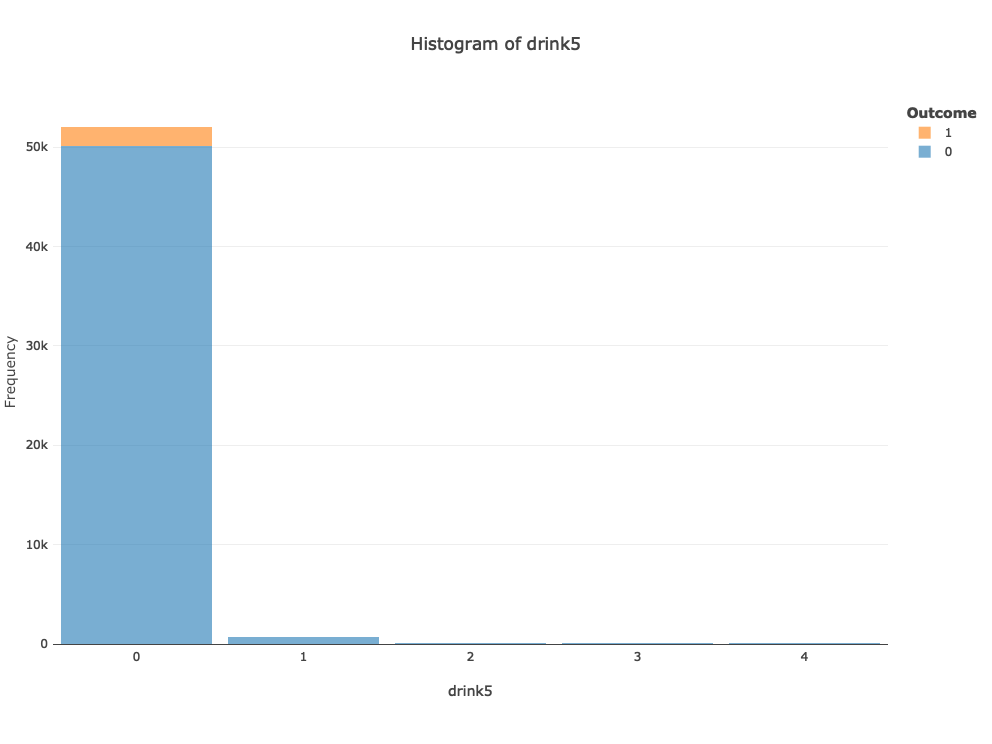 Histogram of drink5
Outcome
1
0
50k
40k
30k
20k
10k
0
Frequency
0 1 2 3 4
drink5